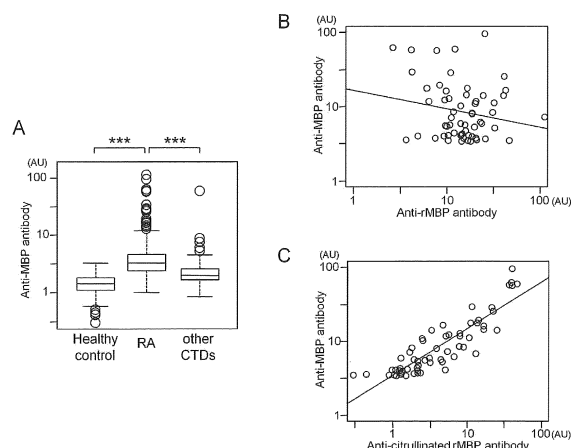 A
*** ***
(AU)
100
10
1
Anti-MBP antibody
Healthy control
RA
other CTDs
B
(AU)
100
10
1
Anti-MBP antibody
1 10 100 (AU)
Anti-rMBP antibody
C
(AU)
100
10
1
Anti-MBP antibody
1 10 100 (AU)
Anti-citrullinated rMBP antibody